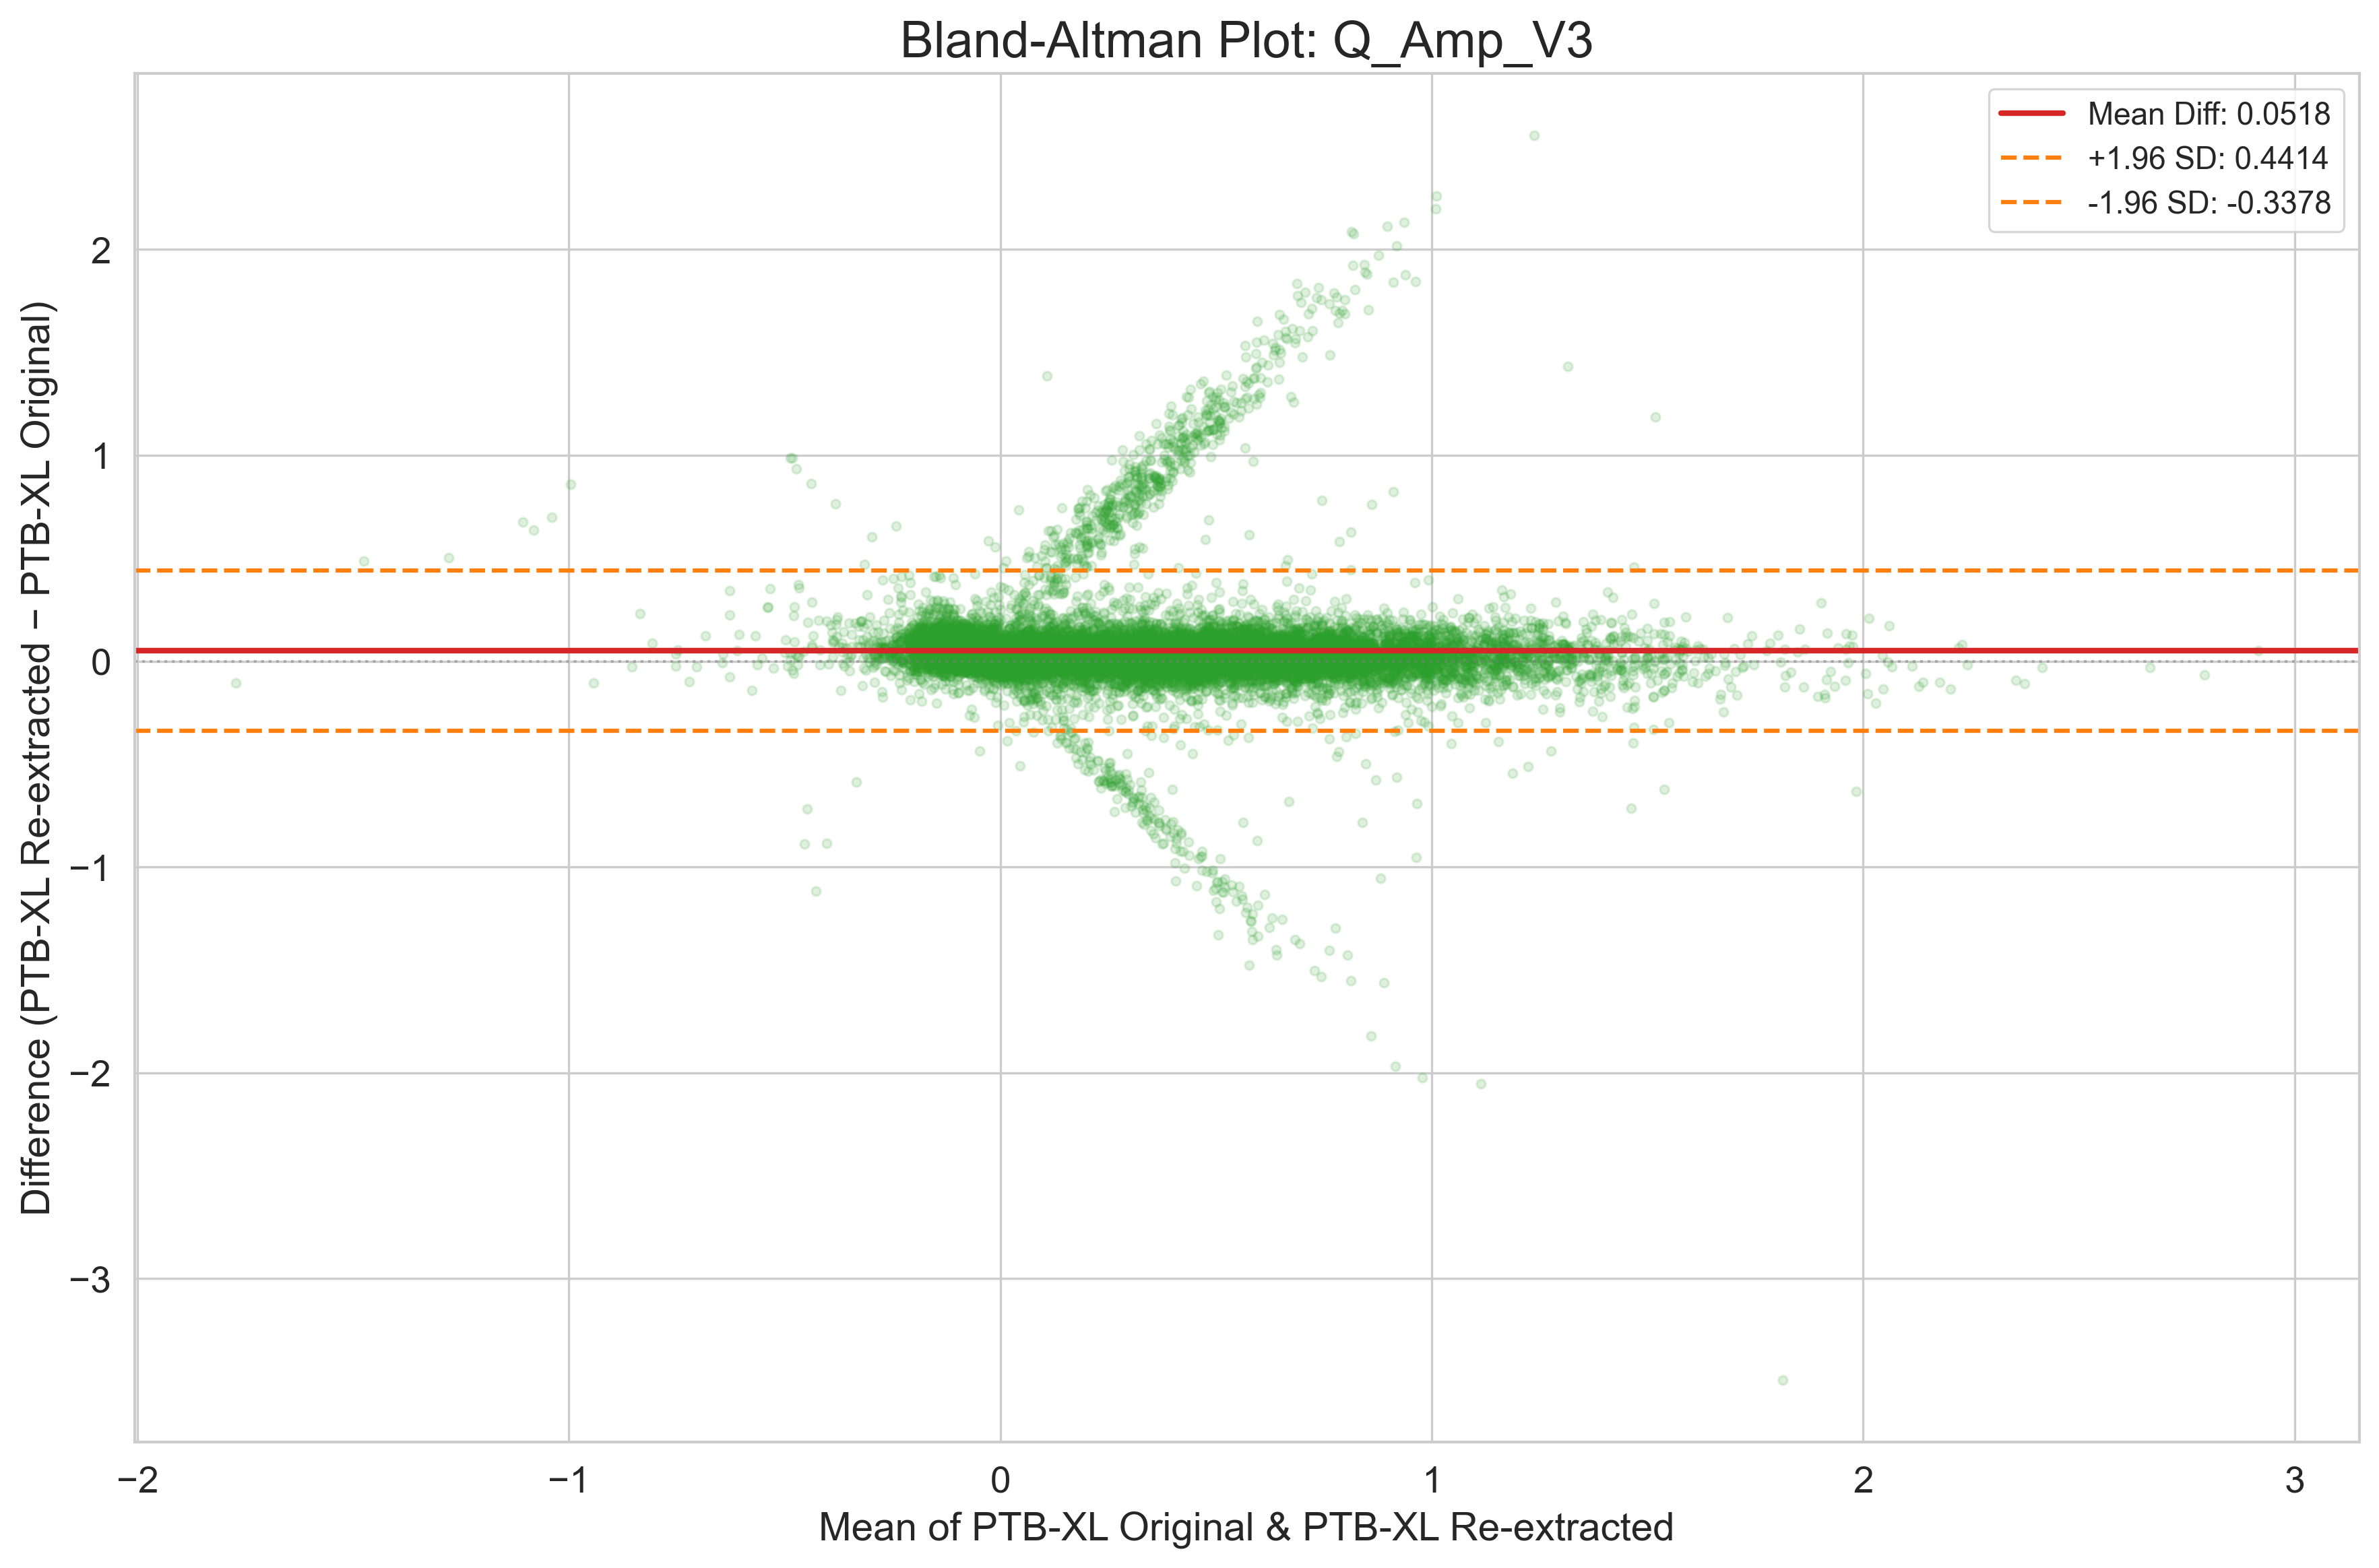 Bland-Altman Plot: Q_Amp_V3
Mean Diff: 0.0518
+1.96 SD: 0.4414
-1.96 SD: -0.3378
Difference (PTB-XL Re-extracted − PTB-XL Original)
2
1
0
−1
−2
−3
−2
−1
0
1
2
3
Mean of PTB-XL Original & PTB-XL Re-extracted